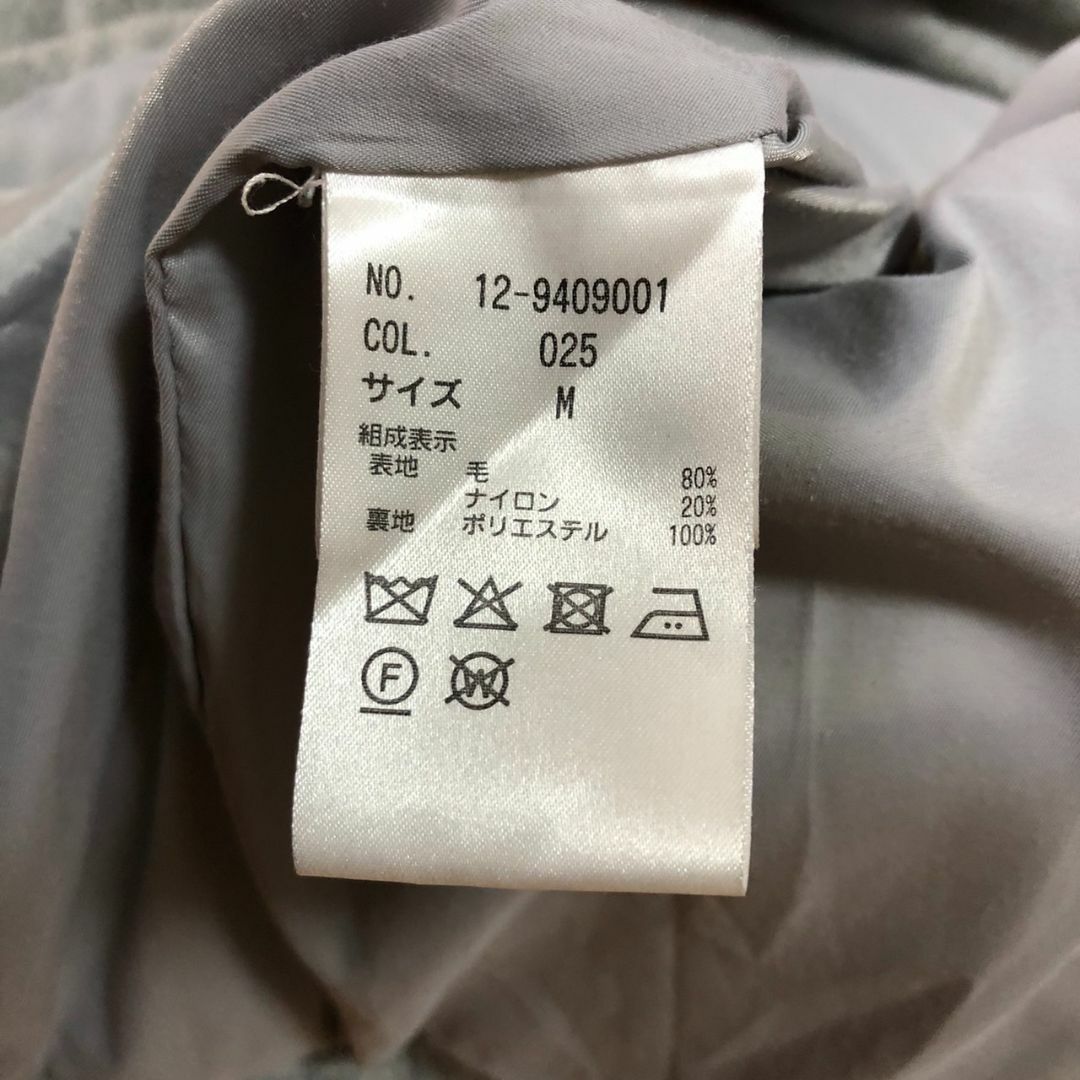 NO. 12-9409001
COL. 025
サイズ M
組成表示
表地 毛 80%
ナイロン 20%
裏地 ポリエステル 100%
F W